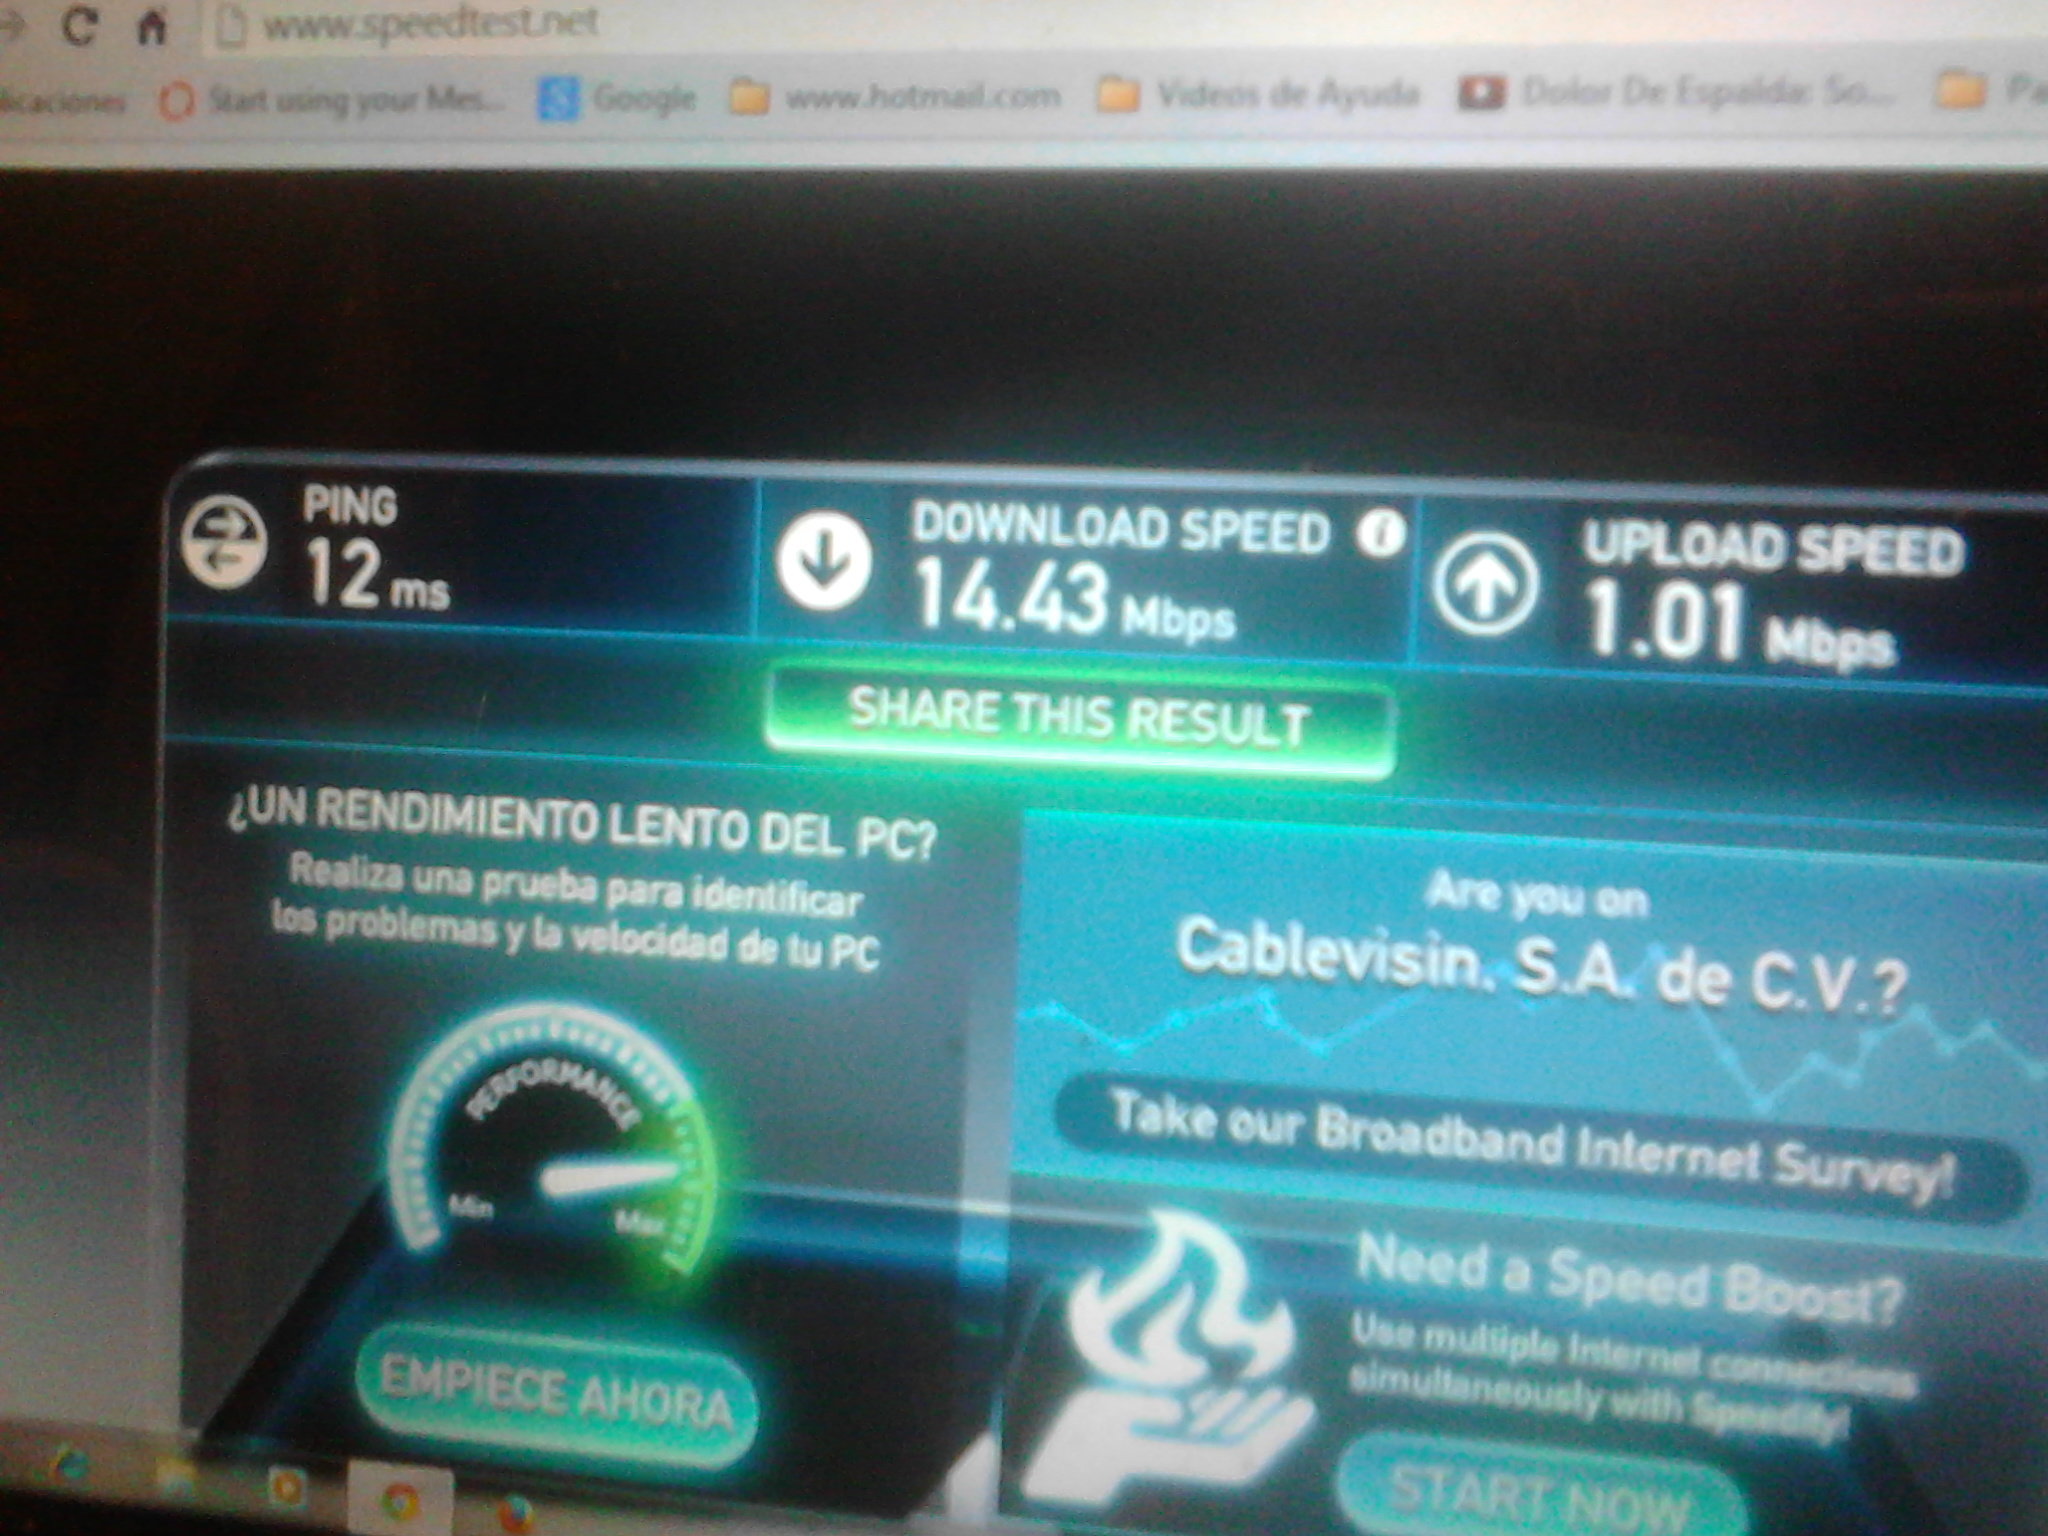 www.speedtest.net
licaciones Start using your Mes... Google www.hotmail.com Videos de Ayuda Dolor De Espalda: So... Pa
PING
12 ms
DOWNLOAD SPEED i
14.43 Mbps
UPLOAD SPEED
1.01 Mbps
SHARE THIS RESULT
¿UN RENDIMIENTO LENTO DEL PC?
Realiza una prueba para identificar
los problemas y la velocidad de tu PC
PERFORMANCE
Min Max
EMPIECE AHORA
Are you on
Cablevisin. S.A. de C.V.?
Take our Broadband Internet Survey!
Need a Speed Boost?
Use multiple Internet connections
simultaneously with Speedify!
START NOW